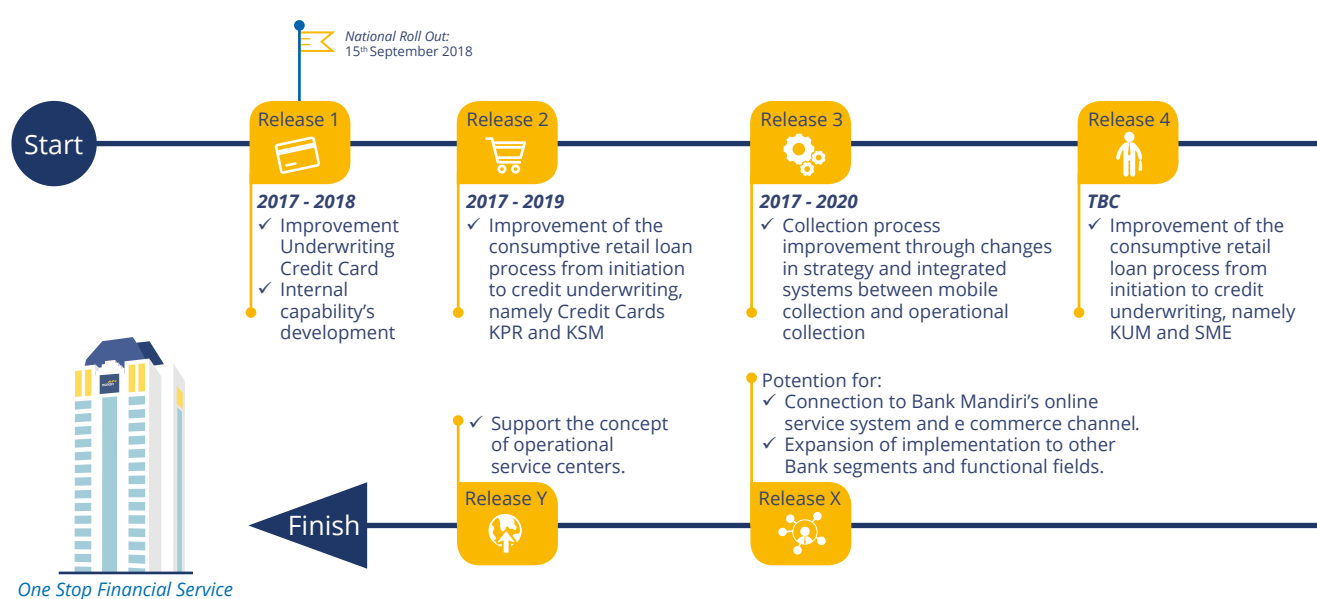 National Roll Out:
15th September 2018
Start
Release 1
Release 2
Release 3
Release 4
2017 - 2018
✓ Improvement
Underwriting
Credit Card
✓ Internal
capability's
development
2017 - 2019
✓ Improvement of the
consumptive retail loan
process from initiation
to credit underwriting,
namely Credit Cards
KPR and KSM
2017 - 2020
✓ Collection process
improvement through changes
in strategy and integrated
systems between mobile
collection and operational
collection
TBC
✓ Improvement of the
consumptive retail
loan process from
initiation to credit
underwriting, namely
KUM and SME
Potention for:
✓ Connection to Bank Mandiri's online
service system and e commerce channel.
✓ Expansion of implementation to other
Bank segments and functional fields.
✓ Support the concept
of operational
service centers.
Finish
Release Y
Release X
One Stop Financial Service